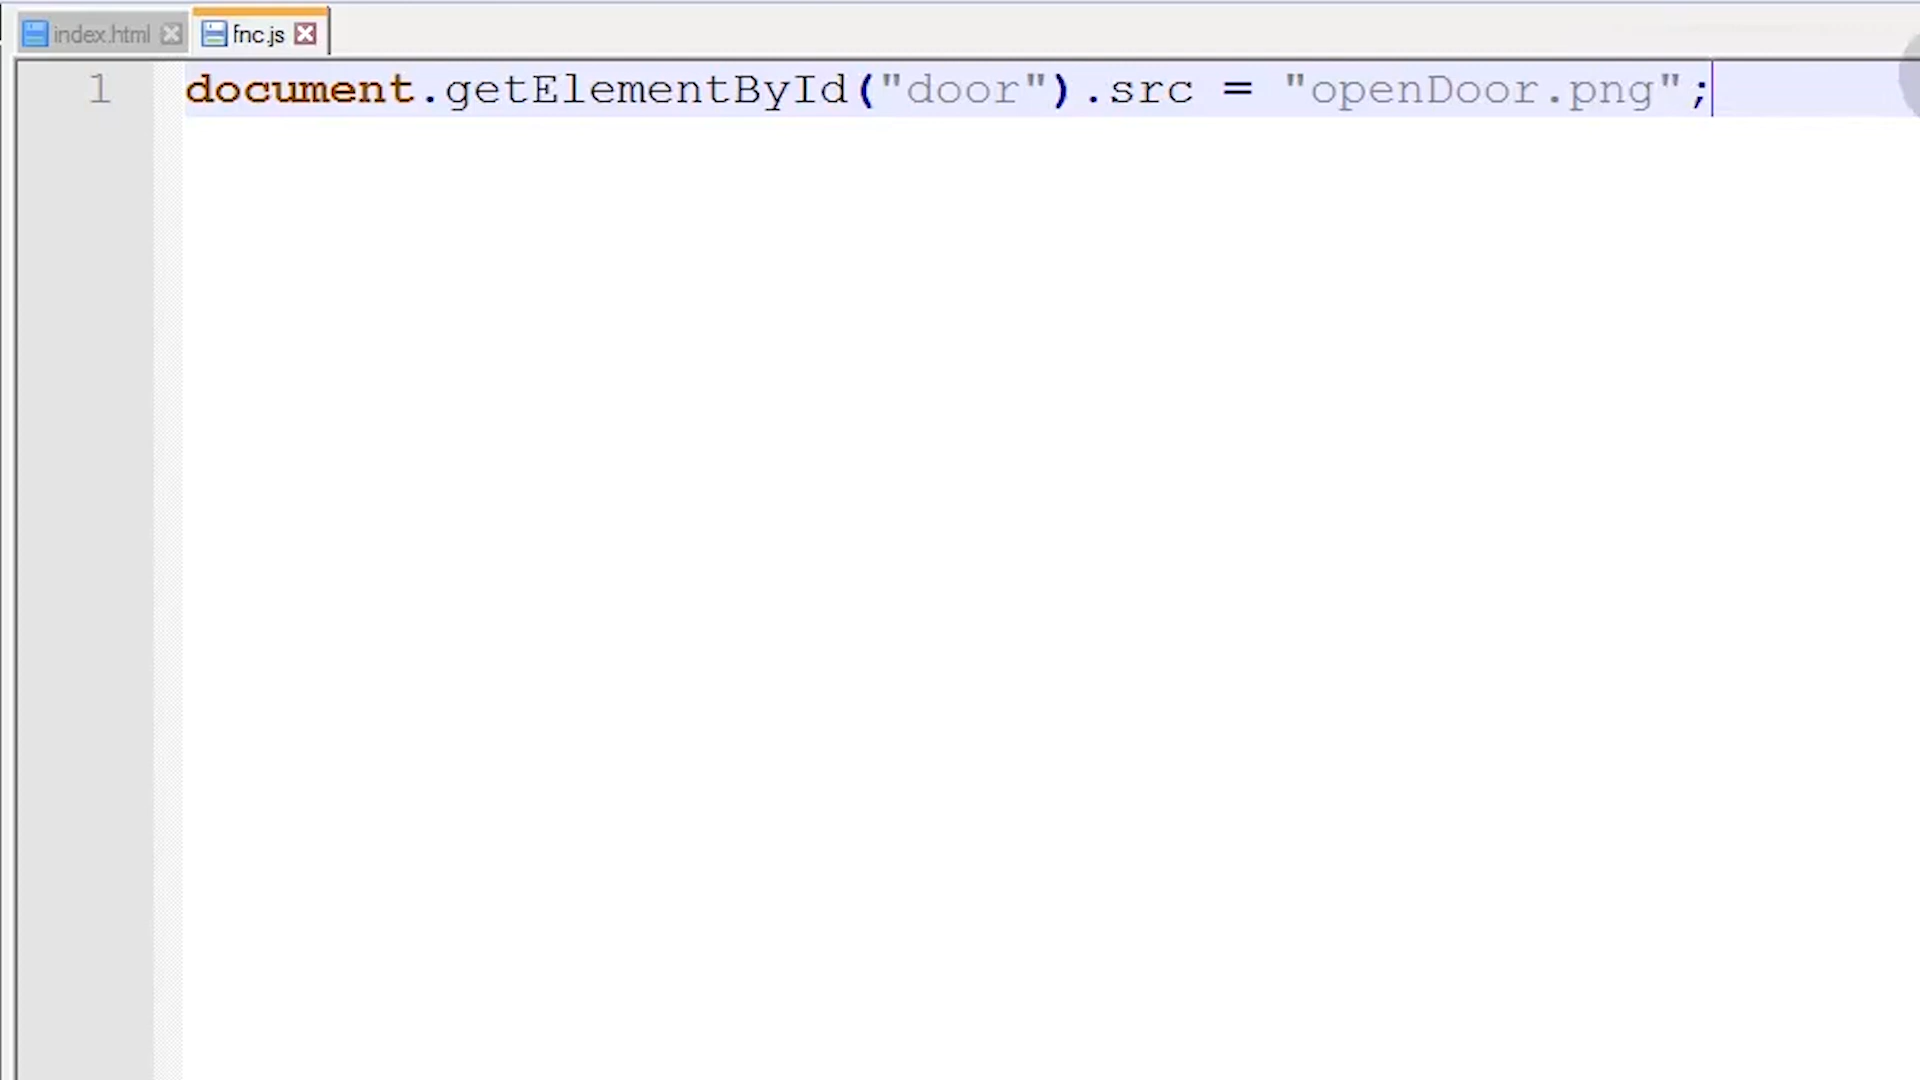 index.html fnc.js
1 document.getElementById("door").src = "openDoor.png";